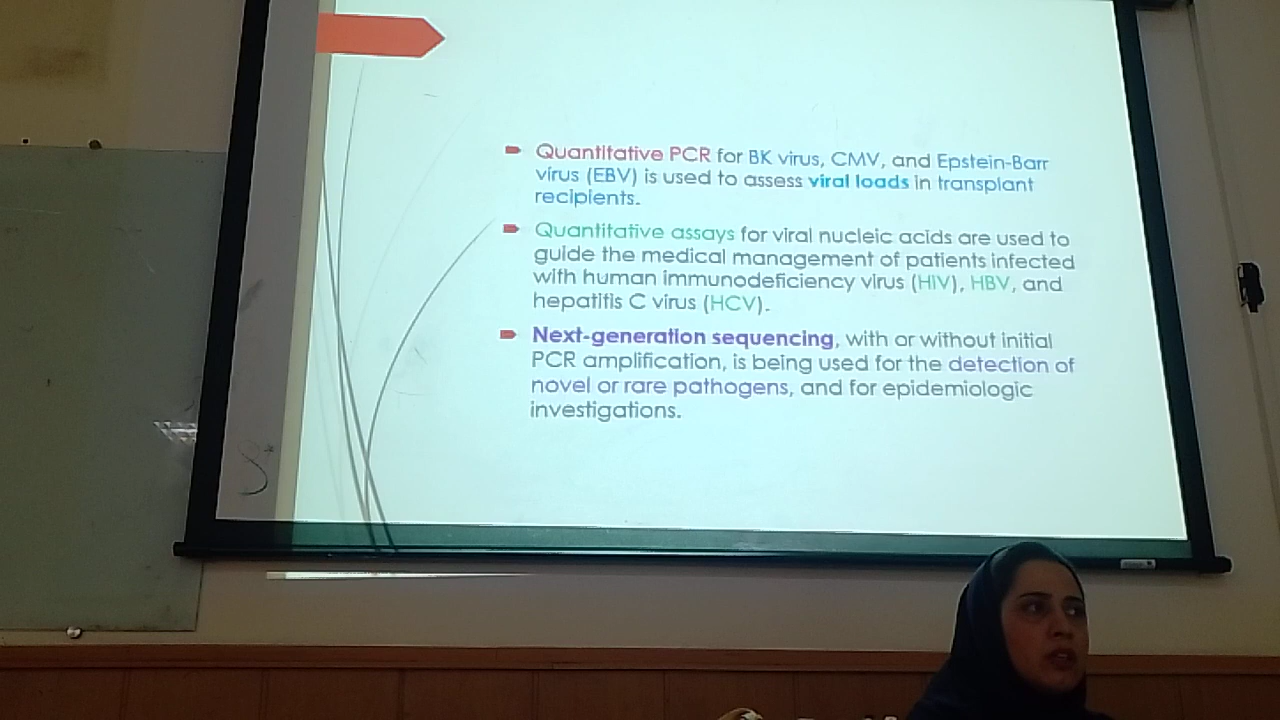 Quantitative PCR for BK virus, CMV, and Epstein-Barr
virus (EBV) is used to assess viral loads in transplant
recipients.
Quantitative assays for viral nucleic acids are used to
guide the medical management of patients infected
with human immunodeficiency virus (HIV), HBV, and
hepatitis C virus (HCV).
Next-generation sequencing, with or without initial
PCR amplification, is being used for the detection of
novel or rare pathogens, and for epidemiologic
investigations.